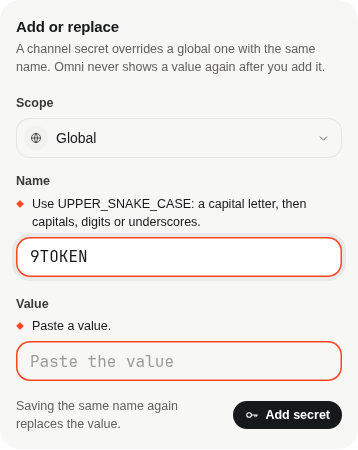 Add or replace
A channel secret overrides a global one with the same
name. Omni never shows a value again after you add it.
Scope
Global
Name
Use UPPER_SNAKE_CASE: a capital letter, then
capitals, digits or underscores.
9TOKEN
Value
Paste a value.
Paste the value
Saving the same name again
replaces the value.
Add secret